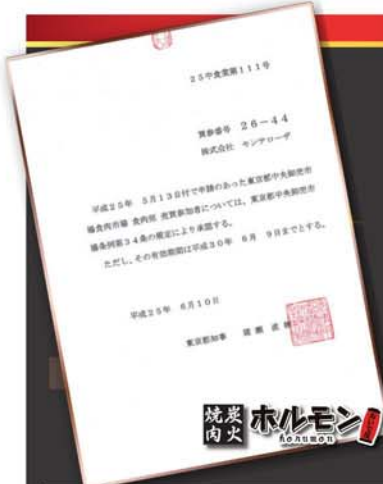 25中食業第111号
買参番号 26-44
株式会社 モンテローザ
平成25年 5月13日付で申請のあった東京都中央卸売市
場食肉市場 食肉部 売買参加者については、東京都中央卸売市
場条例第34条の規定により承認する。
ただし、その有効期間は平成30年 6月 9日までとする。
平成25年 6月10日
東京都知事
炭火
焼肉
ホルモン
horumon